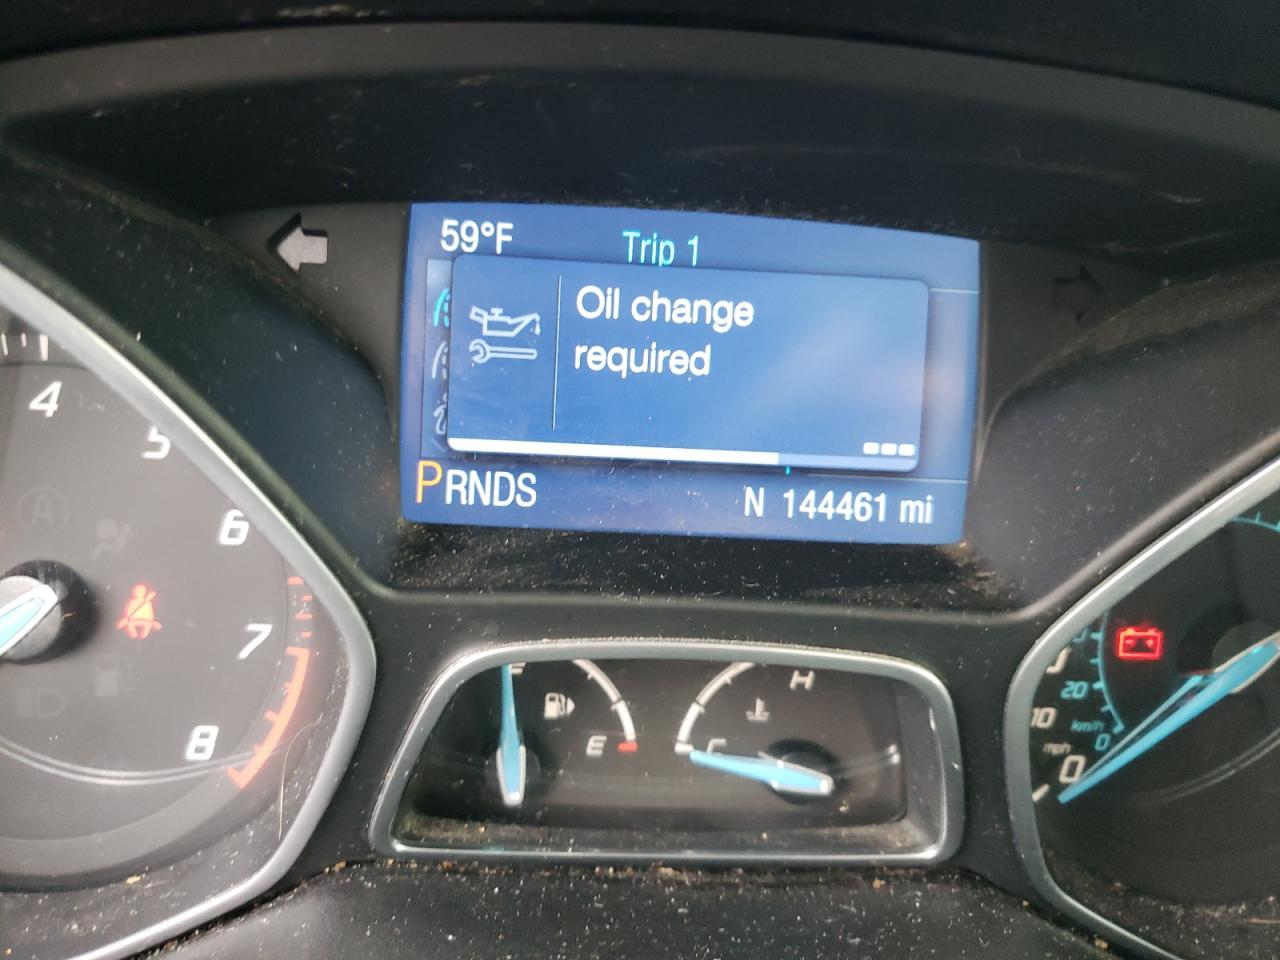 59°F
Trip 1
Oil change
required
PRNDS
N 144461 mi
4
5
6
7
8
A
F
E
H
C
20
10
km/h
0
mph
0